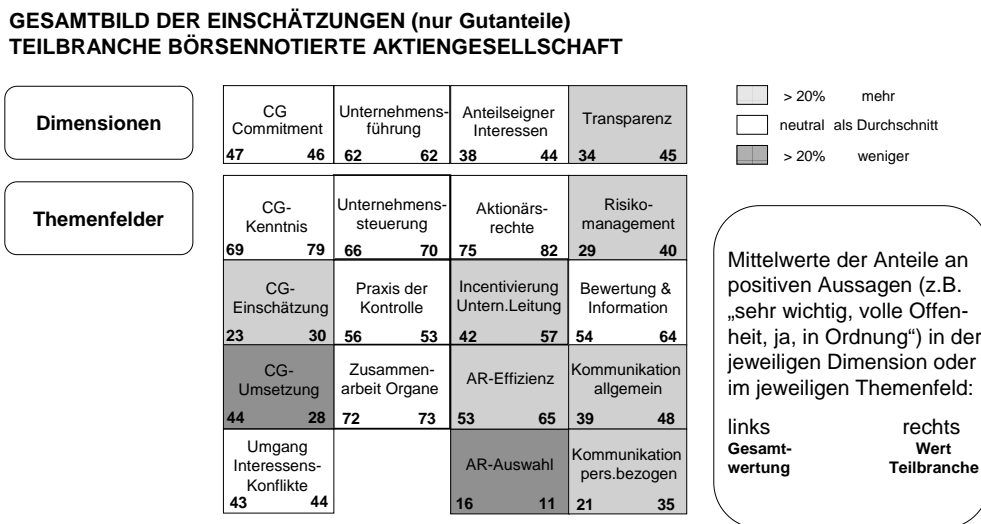 GESAMTBILD DER EINSCHÄTZUNGEN (nur Gutanteile)
TEILBRANCHE BÖRSENNOTIERTE AKTIENGESELLSCHAFT
Dimensionen
CG
Commitment
47 46
Unternehmens-
führung
62 62
Anteilseigner
Interessen
38 44
Transparenz
34 45
> 20% mehr
neutral als Durchschnitt
> 20% weniger
Themenfelder
CG-
Kenntnis
69 79
Unternehmens-
steuerung
66 70
Aktionärs-
rechte
75 82
Risiko-
management
29 40
CG-
Einschätzung
23 30
Praxis der
Kontrolle
56 53
Incentivierung
Untern.Leitung
42 57
Bewertung &
Information
54 64
CG-
Umsetzung
44 28
Zusammen-
arbeit Organe
72 73
AR-Effizienz
53 65
Kommunikation
allgemein
39 48
Umgang
Interessens-
Konflikte
43 44
AR-Auswahl
16 11
Kommunikation
pers.bezogen
21 35
Mittelwerte der Anteile an
positiven Aussagen (z.B.
„sehr wichtig, volle Offen-
heit, ja, in Ordnung“) in der
jeweiligen Dimension oder
im jeweiligen Themenfeld:
links rechts
Gesamt- Wert
wertung Teilbranche